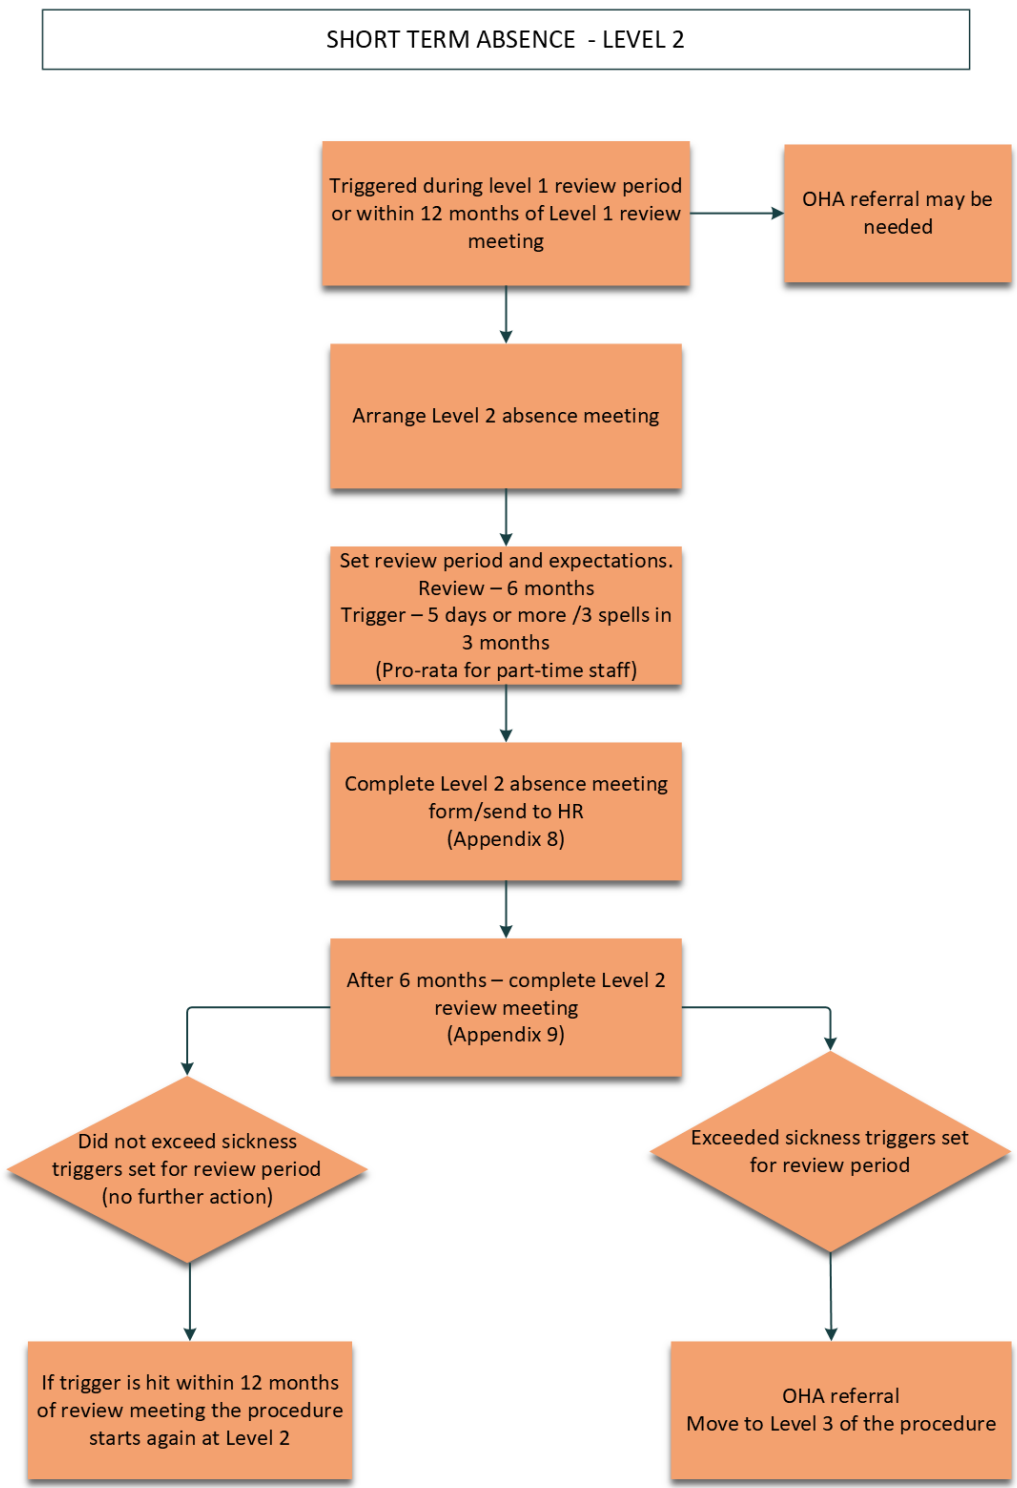 SHORT TERM ABSENCE - LEVEL 2
Triggered during level 1 review period
or within 12 months of Level 1 review
meeting
OHA referral may be
needed
Arrange Level 2 absence meeting
Set review period and expectations.
Review – 6 months
Trigger – 5 days or more /3 spells in
3 months
(Pro-rata for part-time staff)
Complete Level 2 absence meeting
form/send to HR
(Appendix 8)
After 6 months – complete Level 2
review meeting
(Appendix 9)
Did not exceed sickness
triggers set for review period
(no further action)
Exceeded sickness triggers set
for review period
If trigger is hit within 12 months
of review meeting the procedure
starts again at Level 2
OHA referral
Move to Level 3 of the procedure